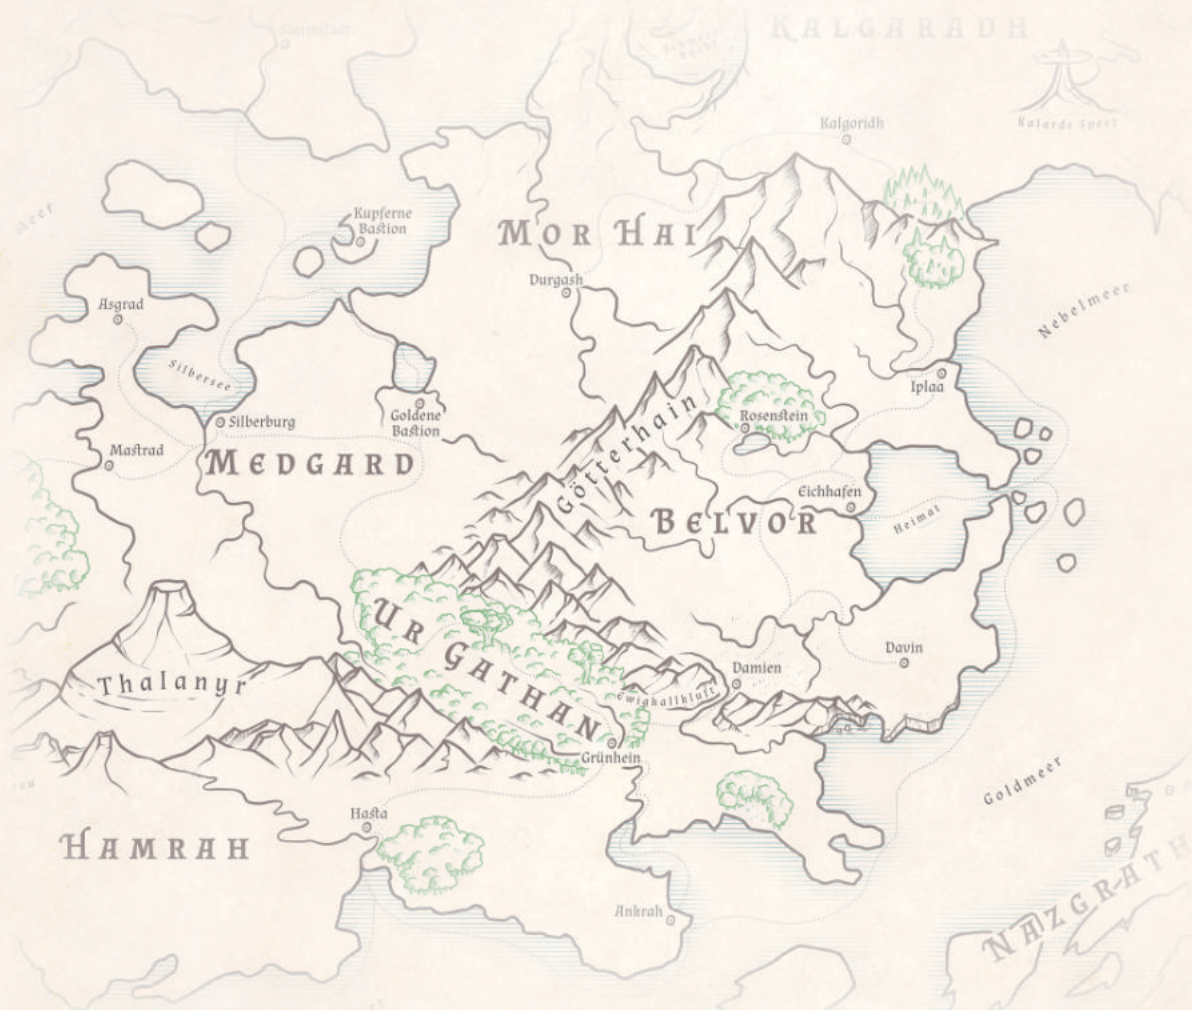 KALGARADH
Kalgoridh
Kalards Speer
Meer
Kupferne
Bastion
MOR HAI
Durgash
Asgrad
Nebelmeer
Silbersee
Iplaa
Silberburg
Goldene
Bastion
Rosenstein
Götterhain
Mastrad
MEDGARD
Eichhafen
BELVOR
Heimat
UR
GATHAN
Davin
Damien
Thalanyr
Ewighallkluft
Grünhein
Goldmeer
Hasta
HAMRAH
Ankrah
NAZGRATH